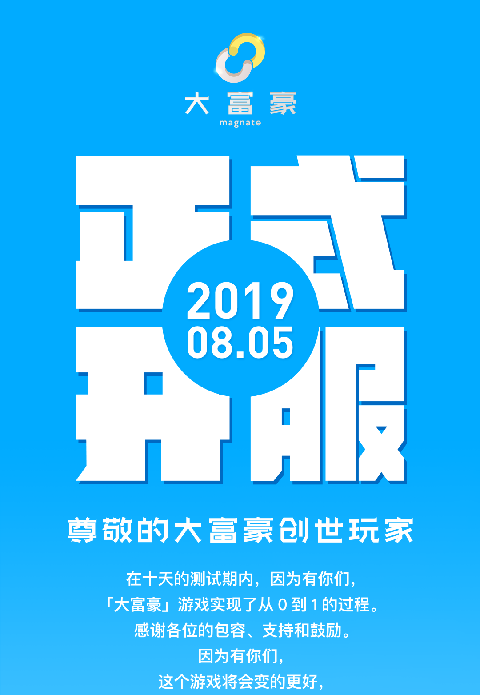 大富豪
magnate
正式
2019
08.05
开服
尊敬的大富豪创世玩家
在十天的测试期内，因为有你们，
「大富豪」游戏实现了从0到1的过程。
感谢各位的包容、支持和鼓励。
因为有你们，
这个游戏将会变的更好，